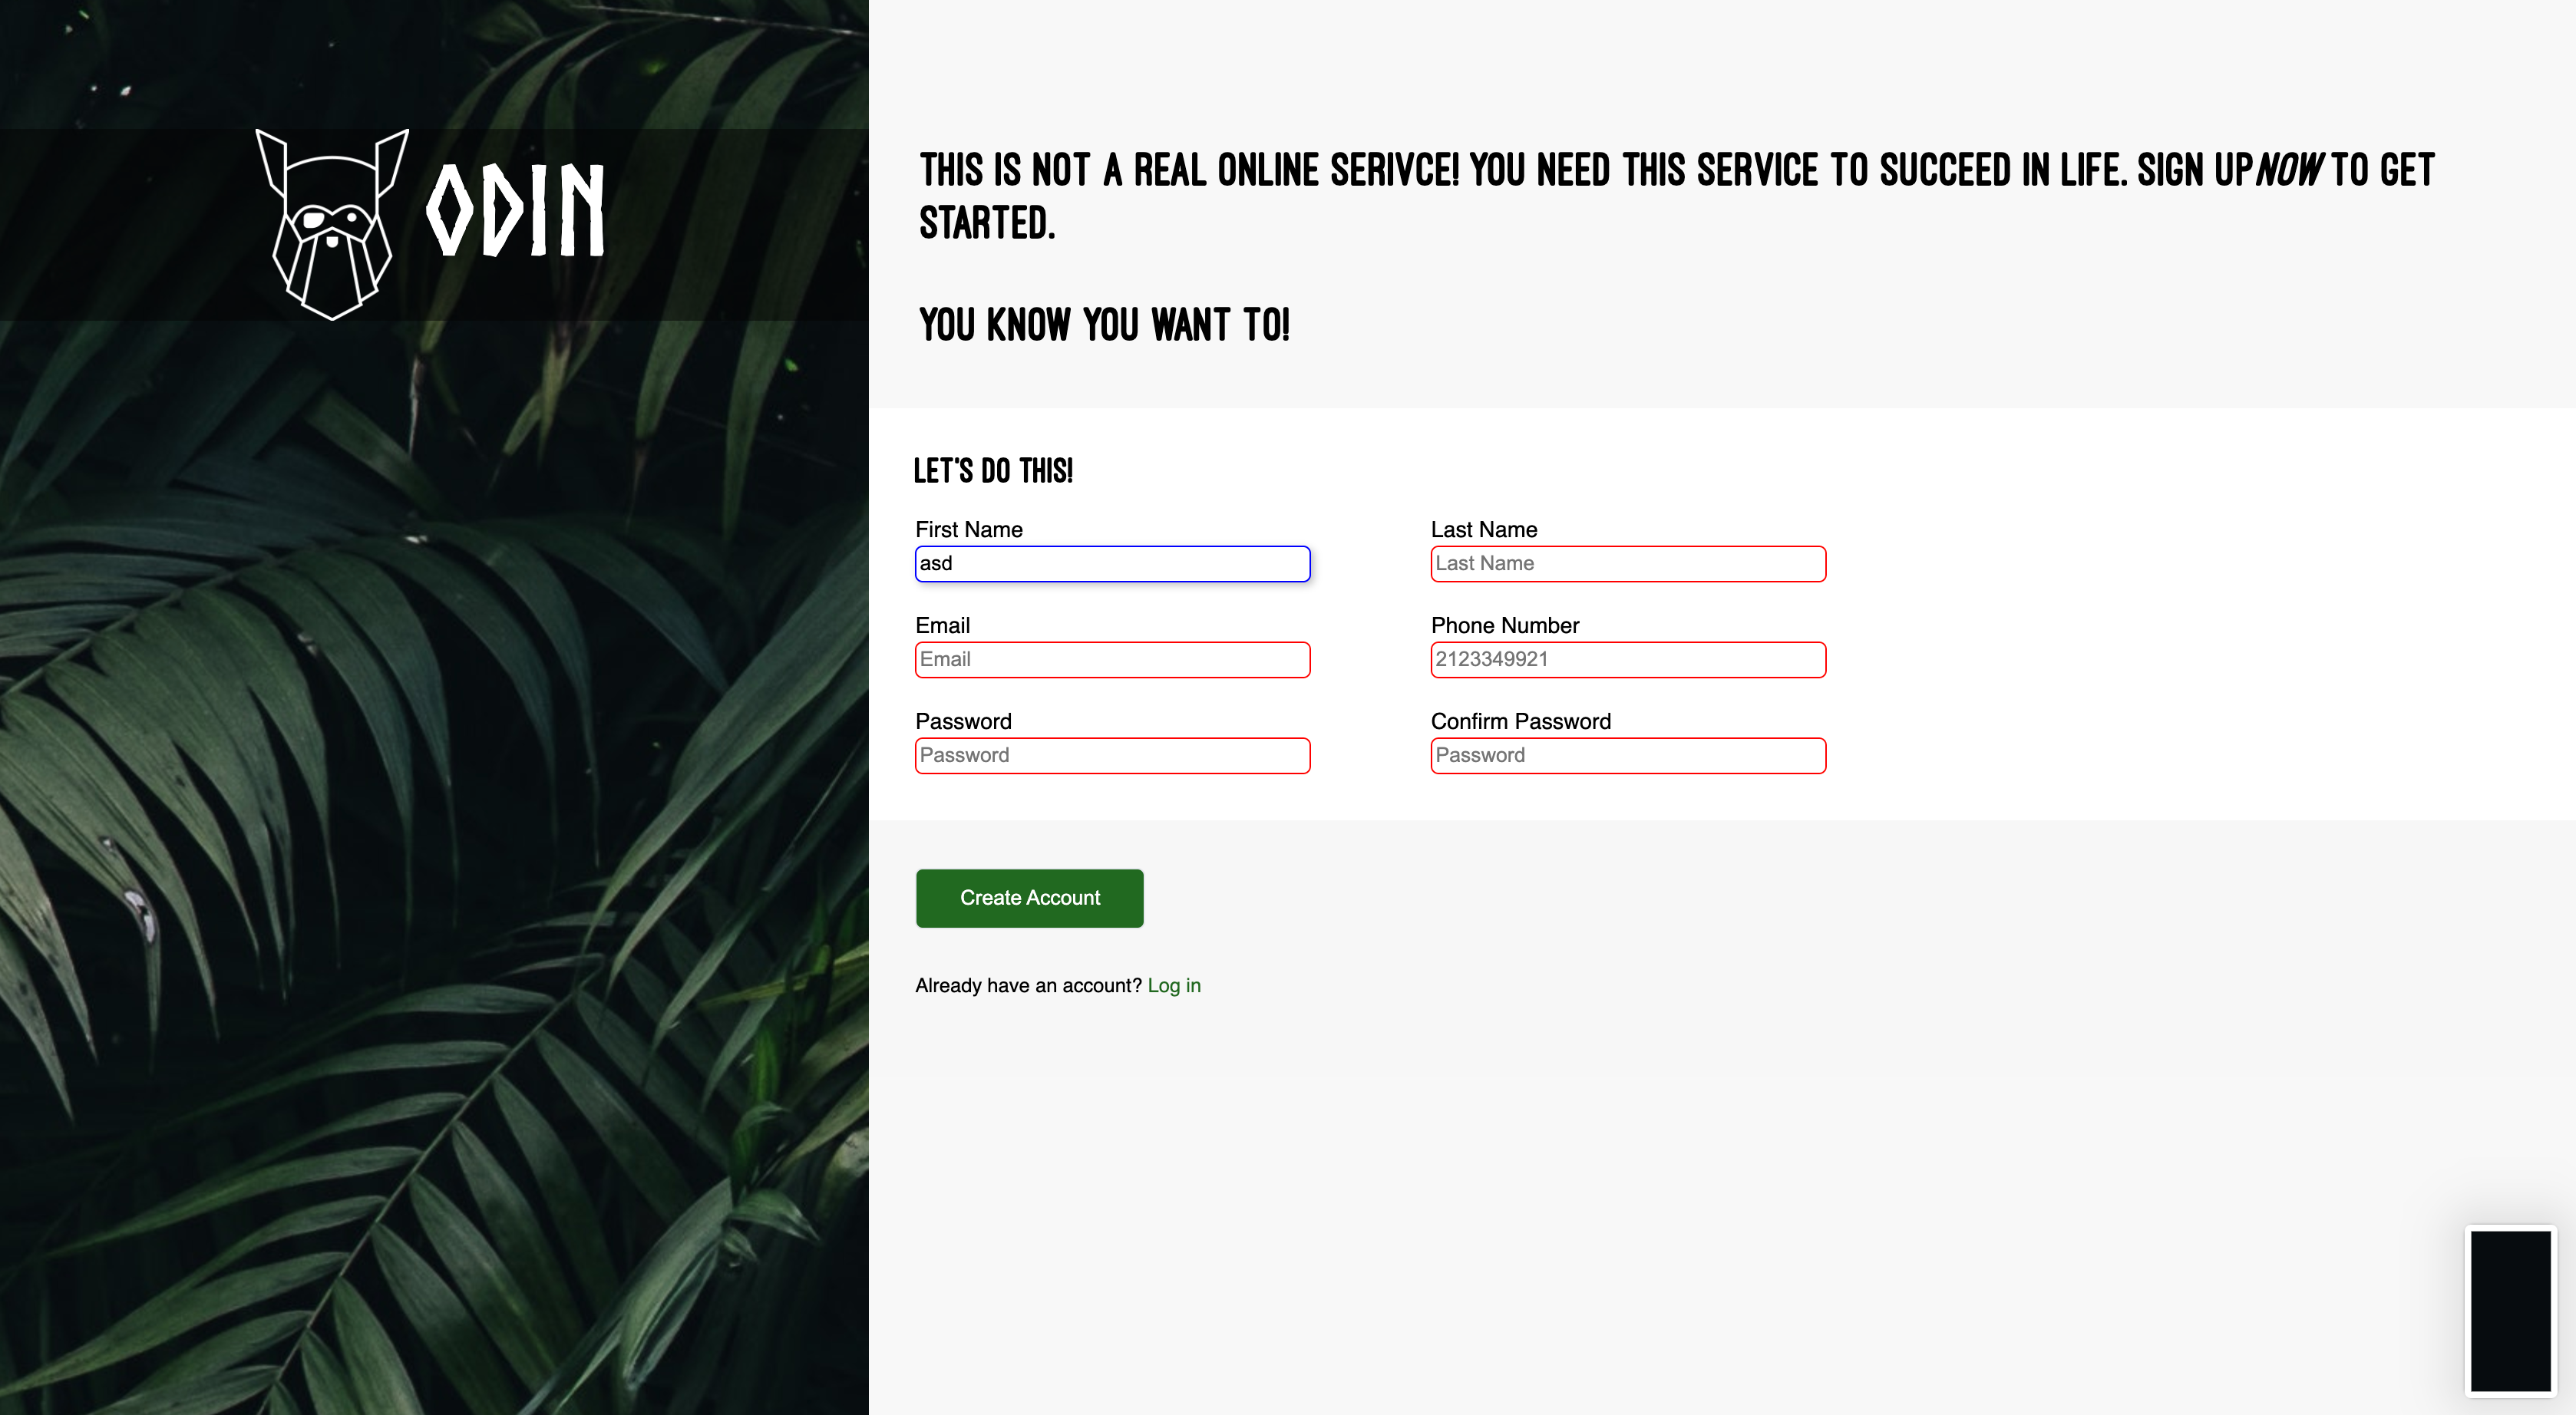 ODIN
THIS IS NOT A REAL ONLINE SERIVCE! YOU NEED THIS SERVICE TO SUCCEED IN LIFE. SIGN UP NOW TO GET
STARTED.
YOU KNOW YOU WANT TO!
LET'S DO THIS!
First Name
Last Name
asd
Last Name
Email
Phone Number
Email
2123349921
Password
Confirm Password
Password
Password
Create Account
Already have an account? Log in